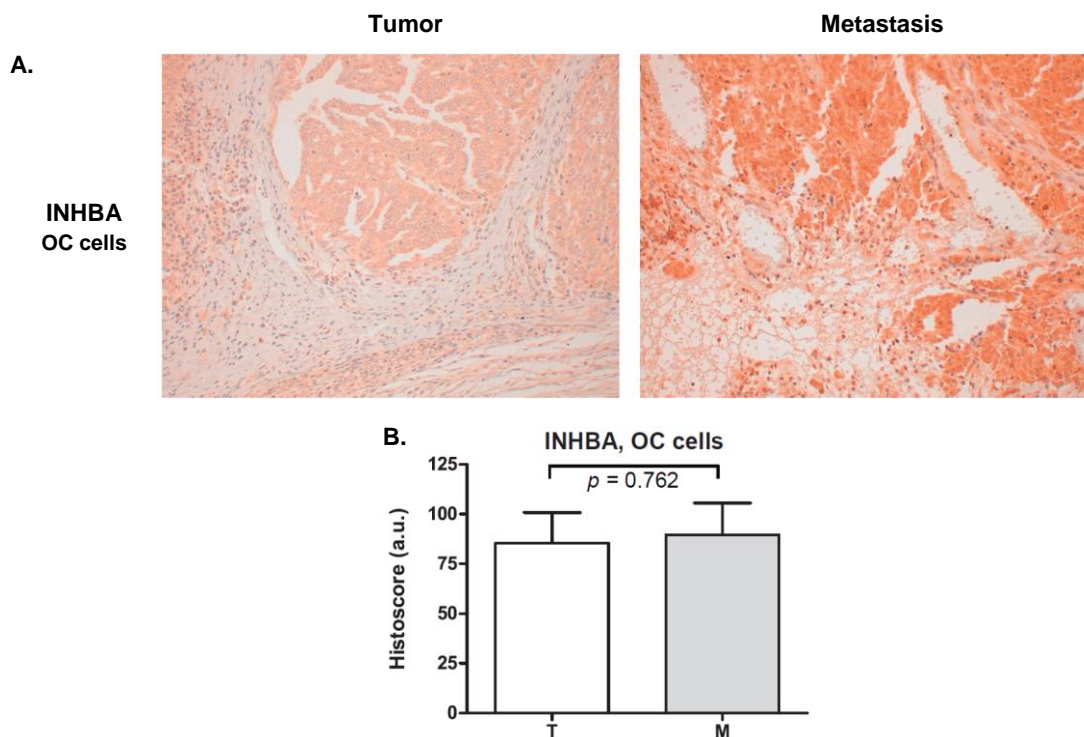 Tumor
Metastasis
A.
INHBA
OC cells
B.
INHBA, OC cells
p = 0.762
Histoscore (a.u.)
125
100
75
50
25
0
T
M